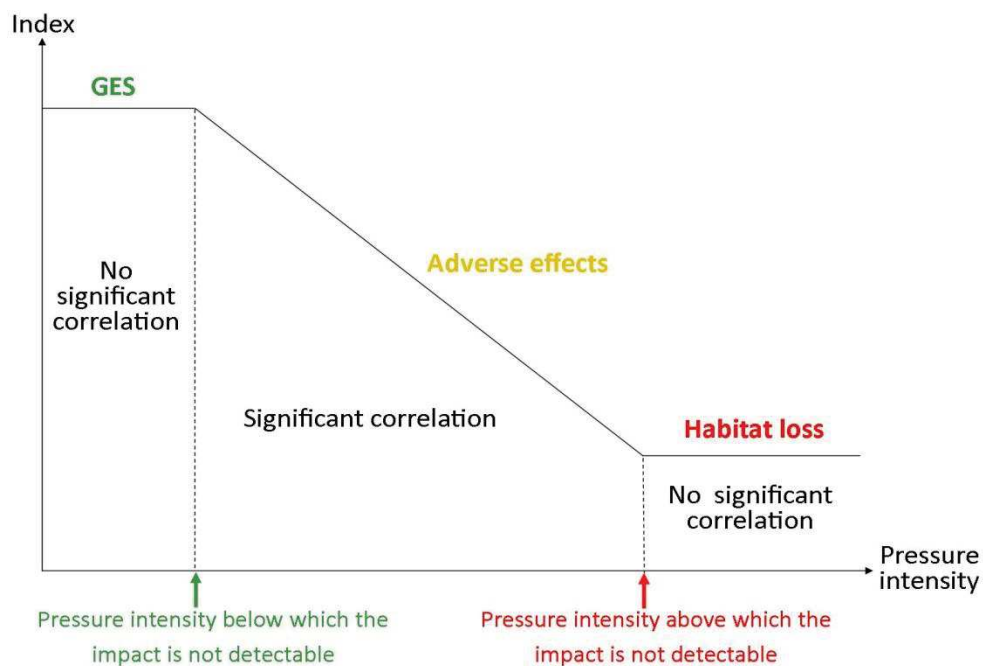 Index
GES
No
significant
correlation
Adverse effects
Significant correlation
Habitat loss
No significant
correlation
Pressure
intensity
Pressure intensity below which the
impact is not detectable
Pressure intensity above which the
impact is not detectable